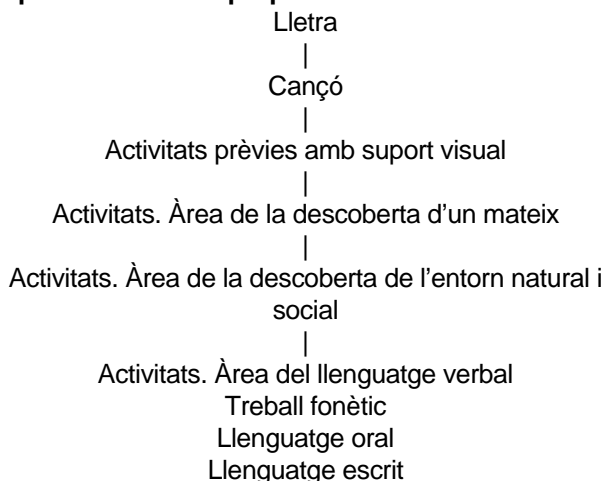 Lletra
|
Cançó
|
Activitats prèvies amb suport visual
|
Activitats. Àrea de la descoberta d'un mateix
|
Activitats. Àrea de la descoberta de l'entorn natural i
social
|
Activitats. Àrea del llenguatge verbal
Treball fonètic
Llenguatge oral
Llenguatge escrit